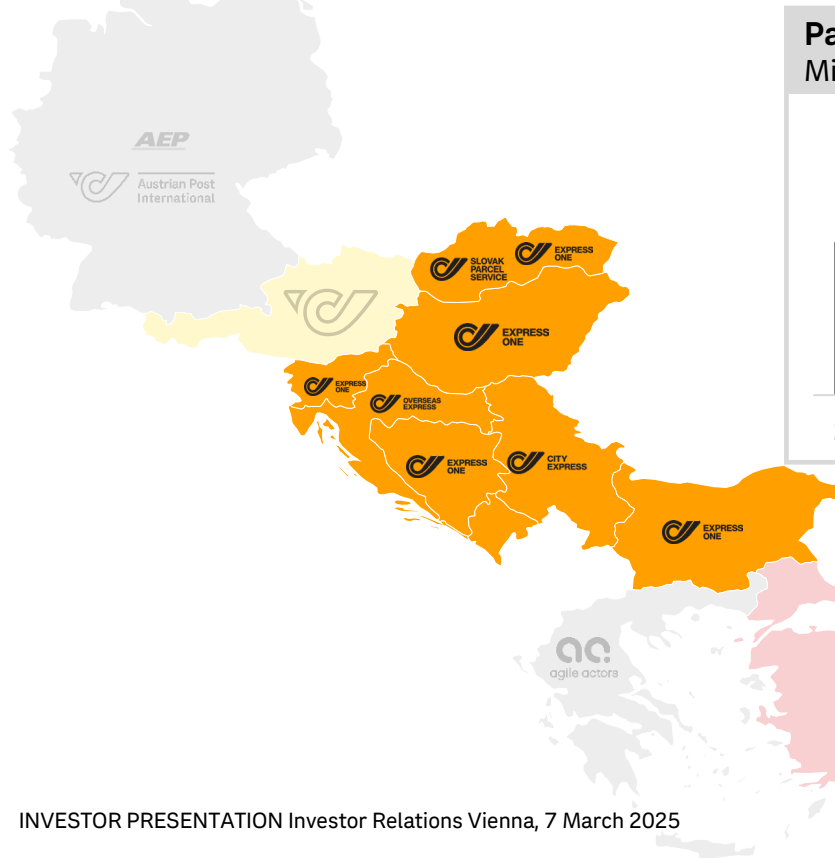 Pa
Mi
AEP
Austrian Post
International
SLOVAK
PARCEL
SERVICE
EXPRESS
ONE
EXPRESS
ONE
EXPRESS
ONE
OVERSEAS
EXPRESS
EXPRESS
ONE
CITY
EXPRESS
EXPRESS
ONE
agile actors
INVESTOR PRESENTATION Investor Relations Vienna, 7 March 2025